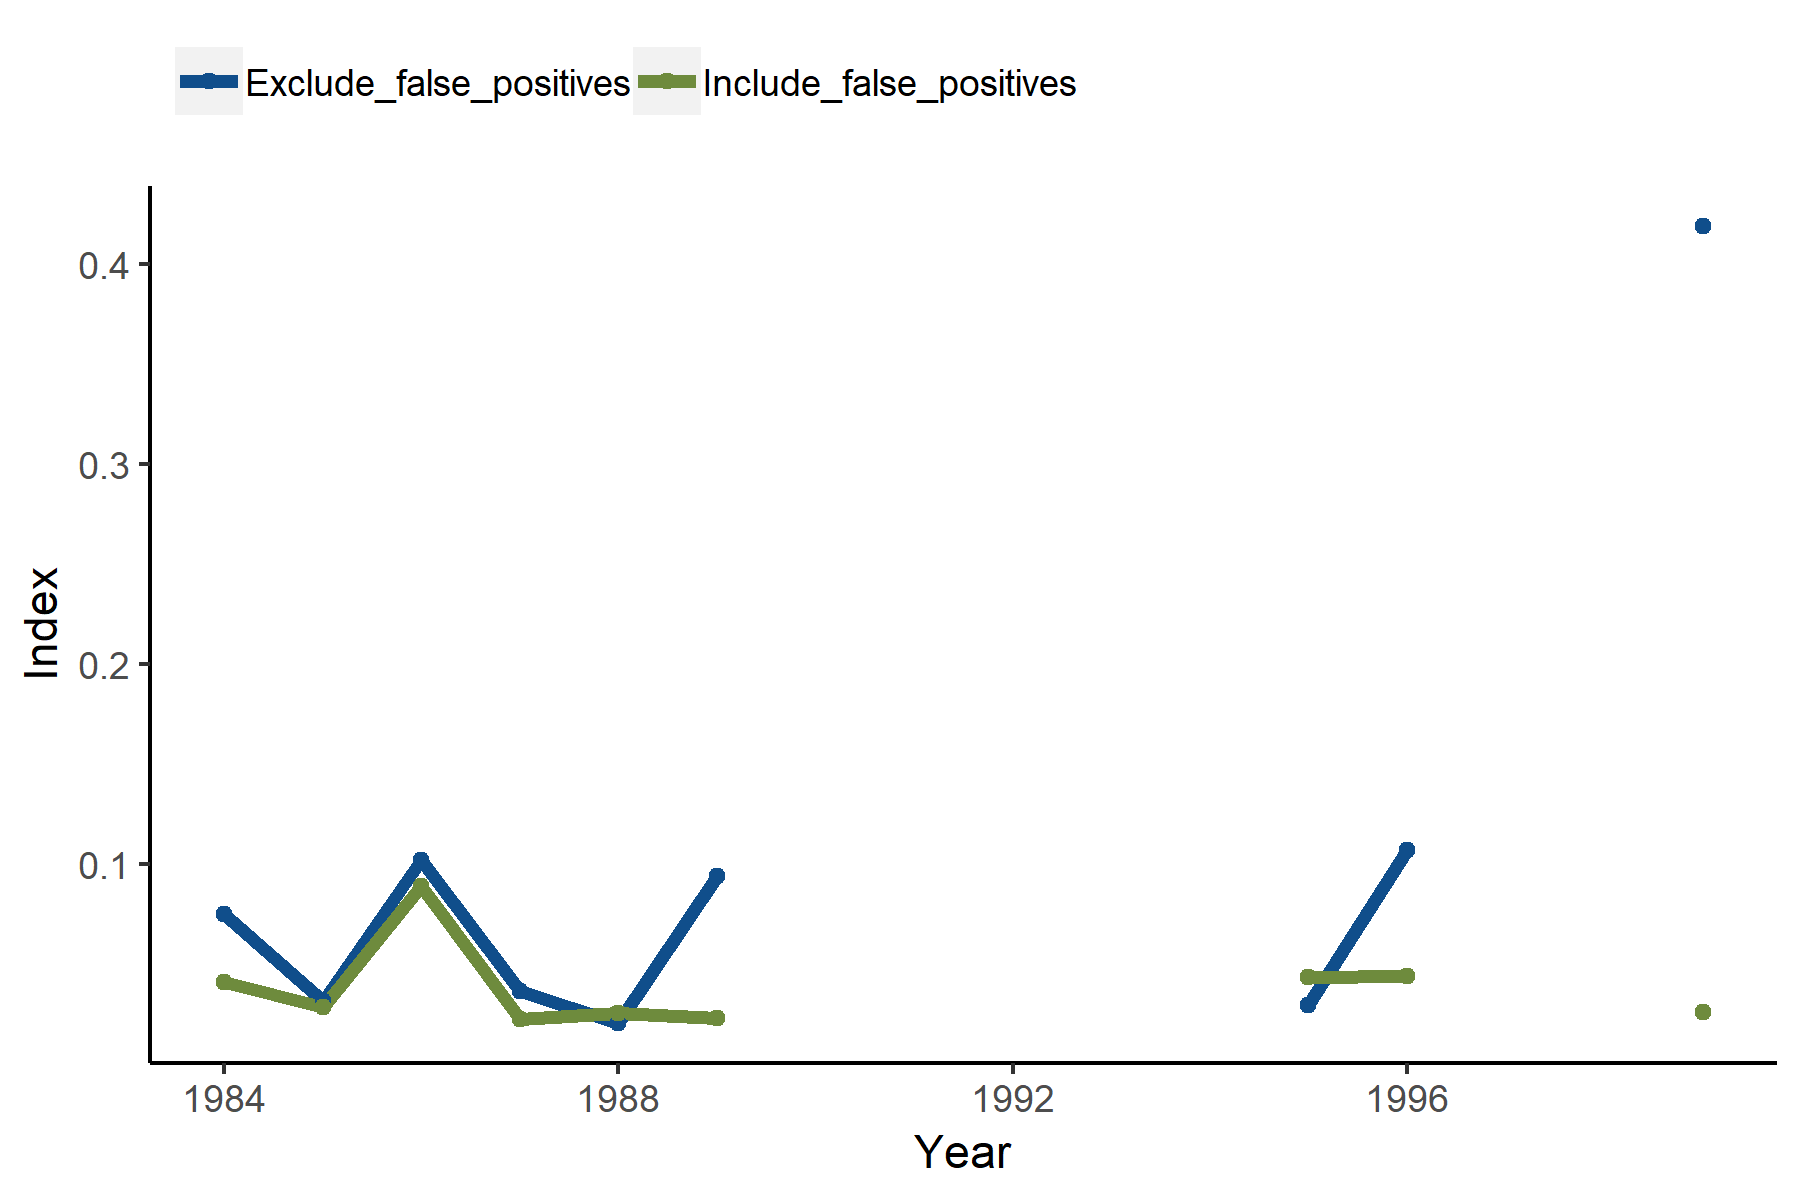 Exclude_false_positives Include_false_positives
0.4
0.3
0.2
0.1
Index
1984 1988 1992 1996
Year